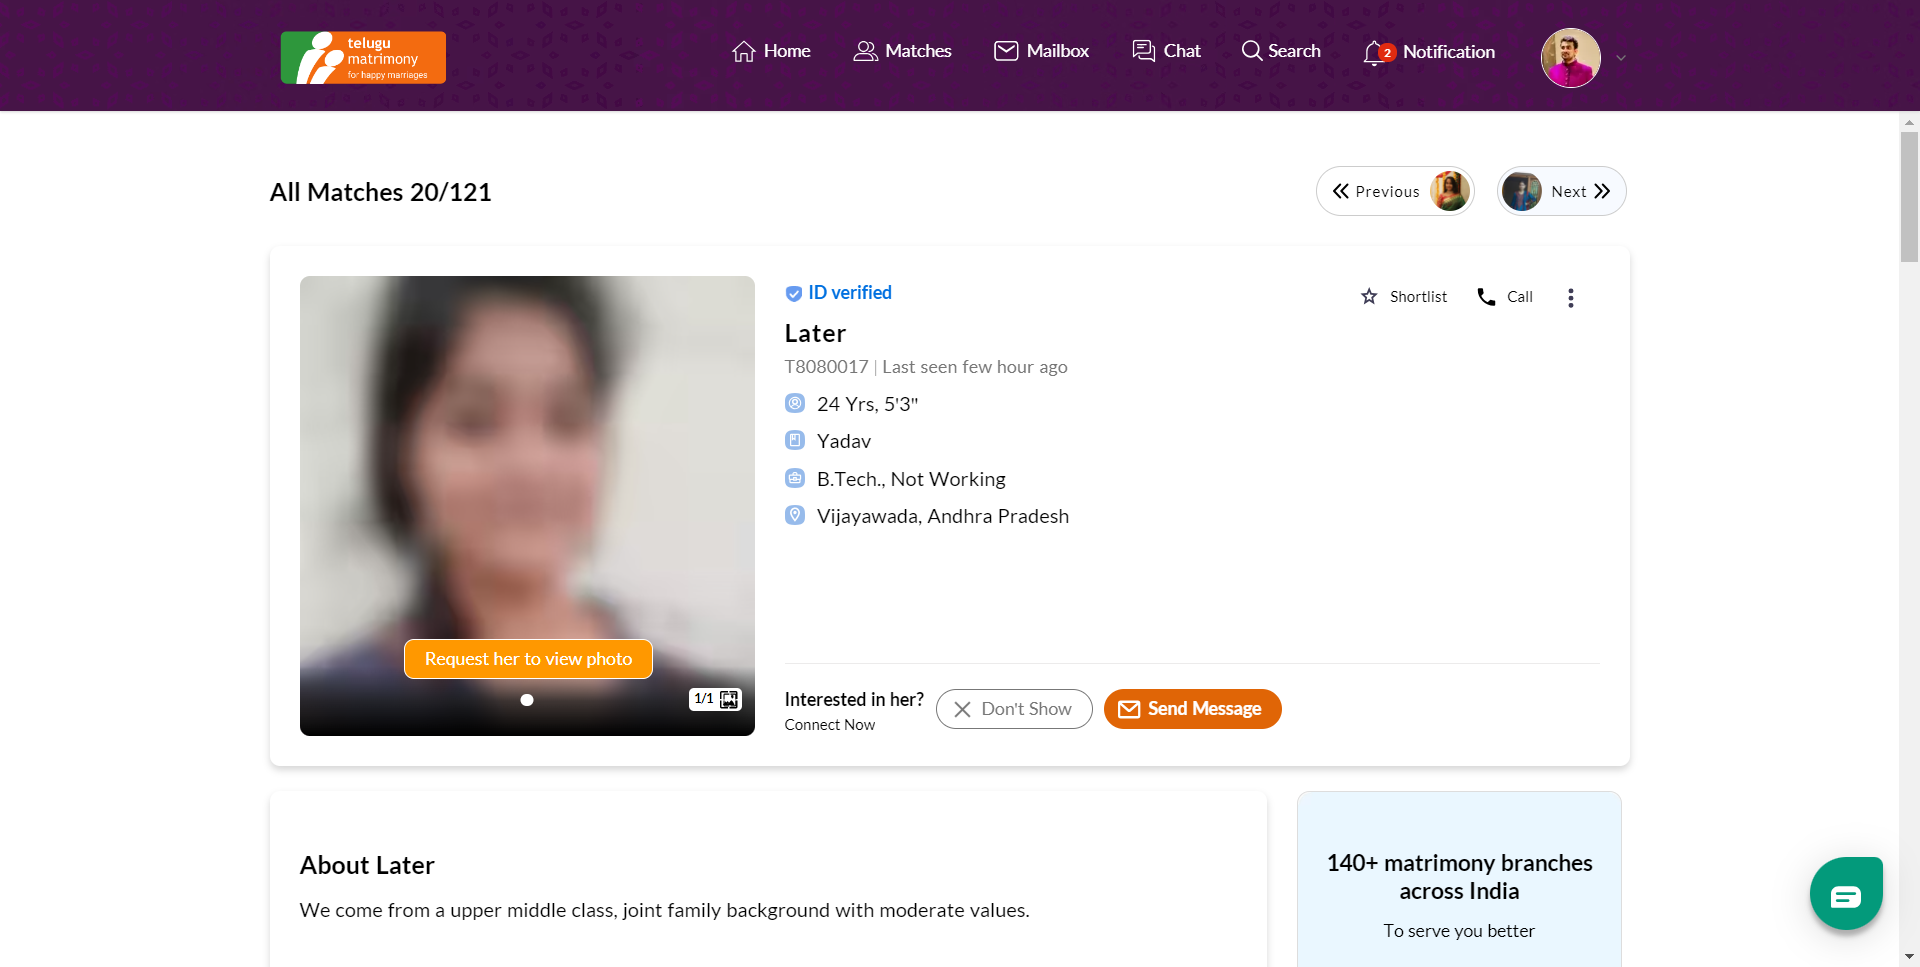 telugu
matrimony
for happy marriages
Home
Matches
Mailbox
Chat
Search
2
Notification
All Matches 20/121
Previous
Next
ID verified
Shortlist
Call
Later
T8080017 | Last seen few hour ago
24 Yrs, 5'3"
Yadav
B.Tech., Not Working
Vijayawada, Andhra Pradesh
Request her to view photo
1/1
Interested in her?
Connect Now
Don't Show
Send Message
About Later
We come from a upper middle class, joint family background with moderate values.
140+ matrimony branches
across India
To serve you better